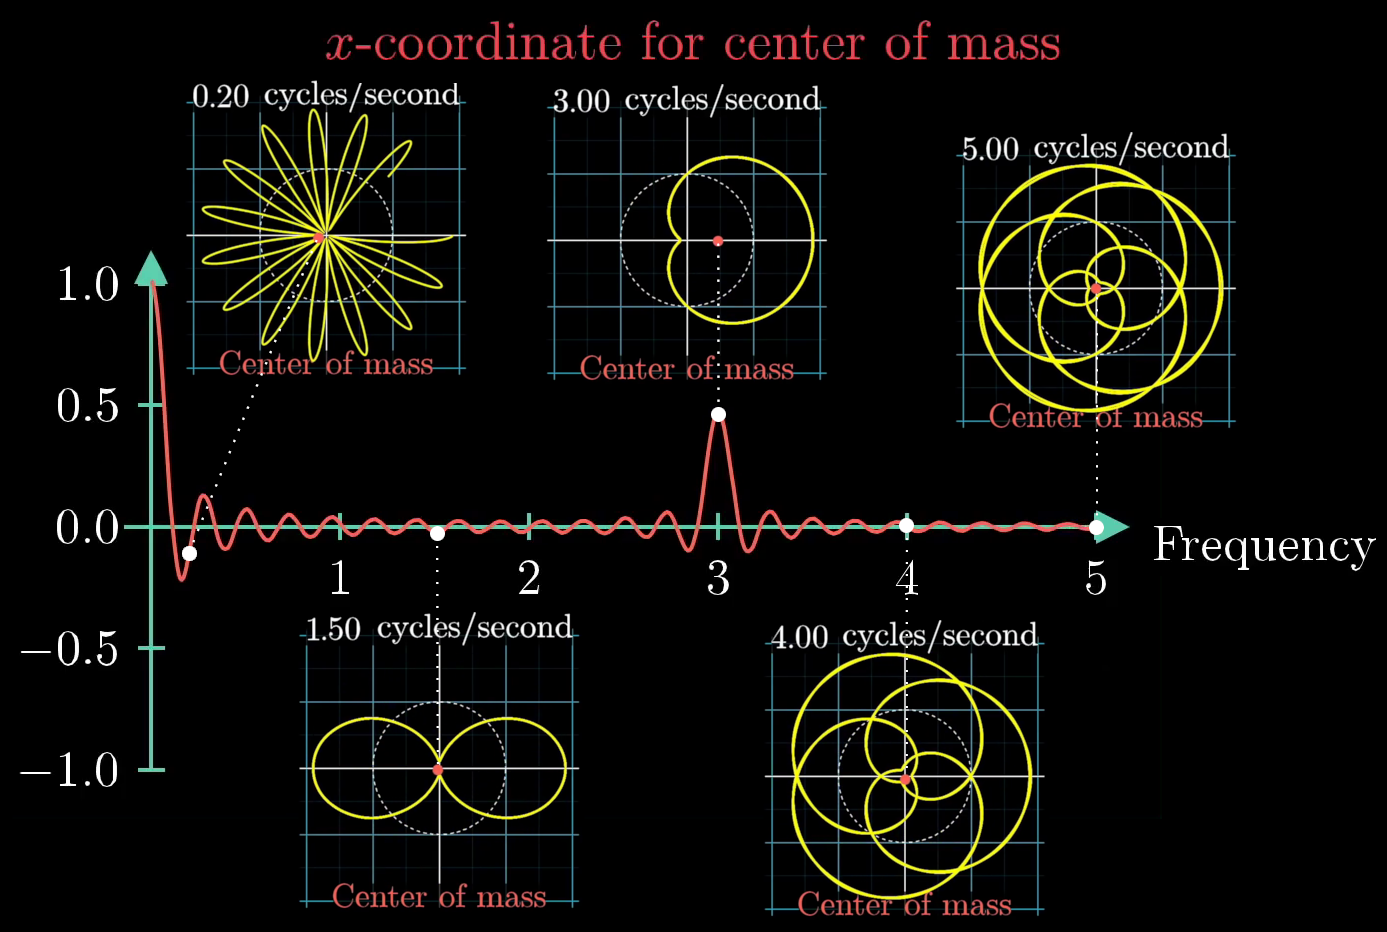 x-coordinate for center of mass
0.20 cycles/second
Center of mass
3.00 cycles/second
Center of mass
5.00 cycles/second
Center of mass
1.0
0.5
0.0
−0.5
−1.0
1 2 3 4 5
Frequency
1.50 cycles/second
Center of mass
4.00 cycles/second
Center of mass